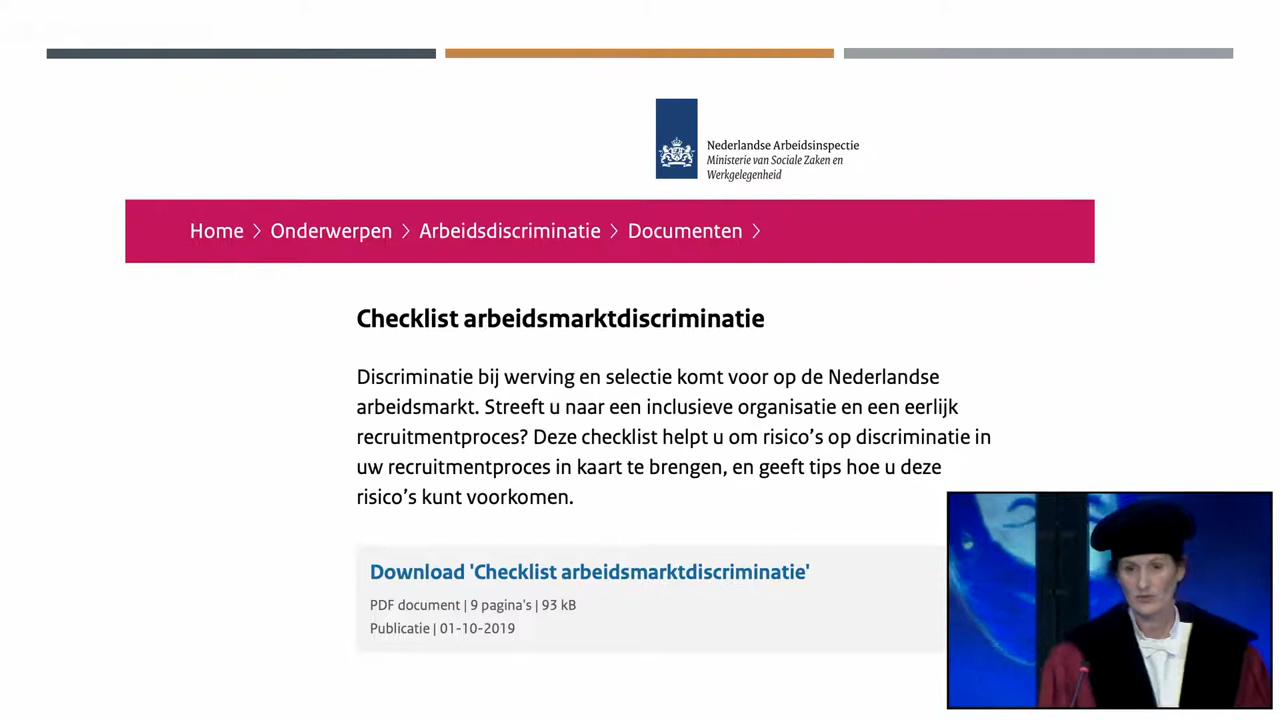 Nederlandse Arbeidsinspectie
Ministerie van Sociale Zaken en
Werkgelegenheid
Home > Onderwerpen > Arbeidsdiscriminatie > Documenten >
Checklist arbeidsmarktdiscriminatie
Discriminatie bij werving en selectie komt voor op de Nederlandse
arbeidsmarkt. Streeft u naar een inclusieve organisatie en een eerlijk
recruitmentproces? Deze checklist helpt u om risico’s op discriminatie in
uw recruitmentproces in kaart te brengen, en geeft tips hoe u deze
risico’s kunt voorkomen.
Download 'Checklist arbeidsmarktdiscriminatie'
PDF document | 9 pagina's | 93 kB
Publicatie | 01-10-2019